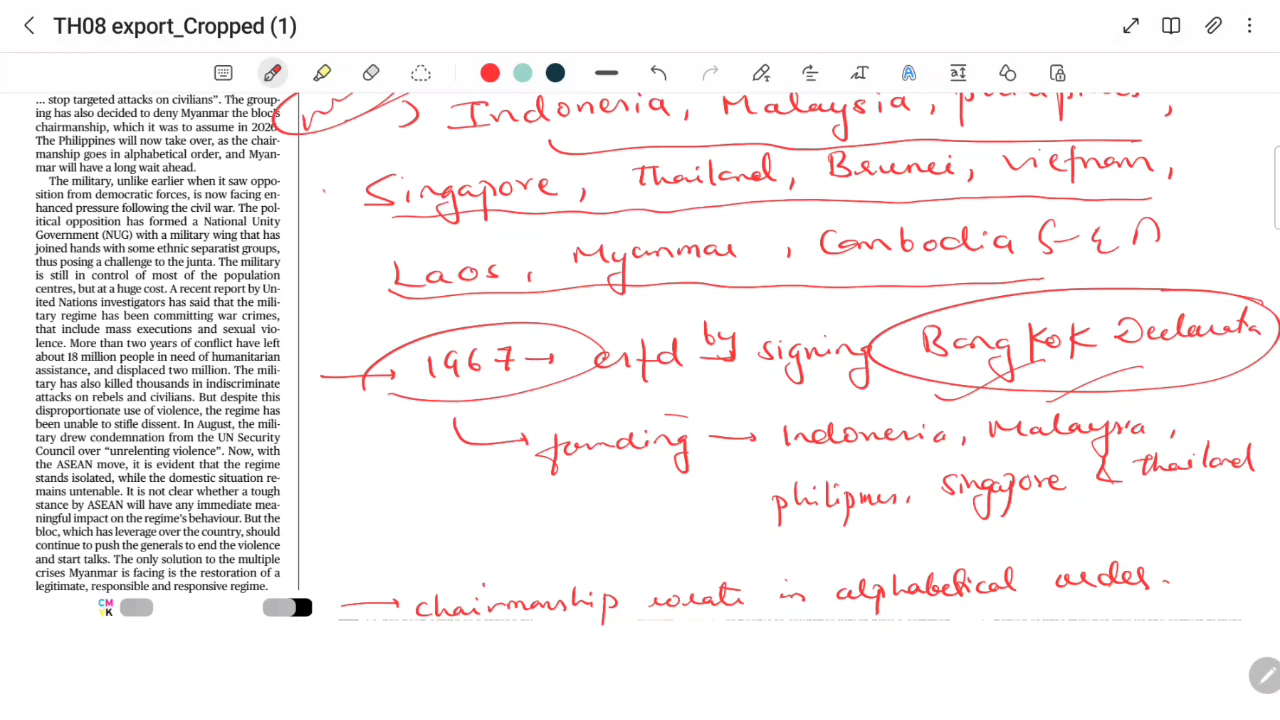 TH08 export_Cropped (1)
... stop targeted attacks on civilians”. The group-
ing has also decided to deny Myanmar the bloc's
chairmanship, which it was to assume in 2026.
The Philippines will now take over, as the chair-
manship goes in alphabetical order, and Myan-
mar will have a long wait ahead.
The military, unlike earlier when it saw oppo-
sition from democratic forces, is now facing en-
hanced pressure following the civil war. The pol-
itical opposition has formed a National Unity
Government (NUG) with a military wing that has
joined hands with some ethnic separatist groups,
thus posing a challenge to the junta. The military
is still in control of most of the population
centres, but at a huge cost. A recent report by Un-
ited Nations investigators has said that the mili-
tary regime has been committing war crimes,
that include mass executions and sexual vio-
lence. More than two years of conflict have left
about 18 million people in need of humanitarian
assistance, and displaced two million. The mili-
tary has also killed thousands in indiscriminate
attacks on rebels and civilians. But despite this
disproportionate use of violence, the regime has
been unable to stifle dissent. In August, the mili-
tary drew condemnation from the UN Security
Council over “unrelenting violence”. Now, with
the ASEAN move, it is evident that the regime
stands isolated, while the domestic situation re-
mains untenable. It is not clear whether a tough
stance by ASEAN will have any immediate mea-
ningful impact on the regime's behaviour. But the
bloc, which has leverage over the country, should
continue to push the generals to end the violence
and start talks. The only solution to the multiple
crises Myanmar is facing is the restoration of a
legitimate, responsible and responsive regime.
CM
YK
Indonesia, Malaysia,
Singapore, Thailand, Brunei, Vietnam,
Laos, Myanmar, Cambodia S-E A
1967 → estd by signing Bangkok Declarata
founding → Indonesia, Malaysia,
philipines, Singapore & Thailand
→ chairmanship rorate in alphabetical order.